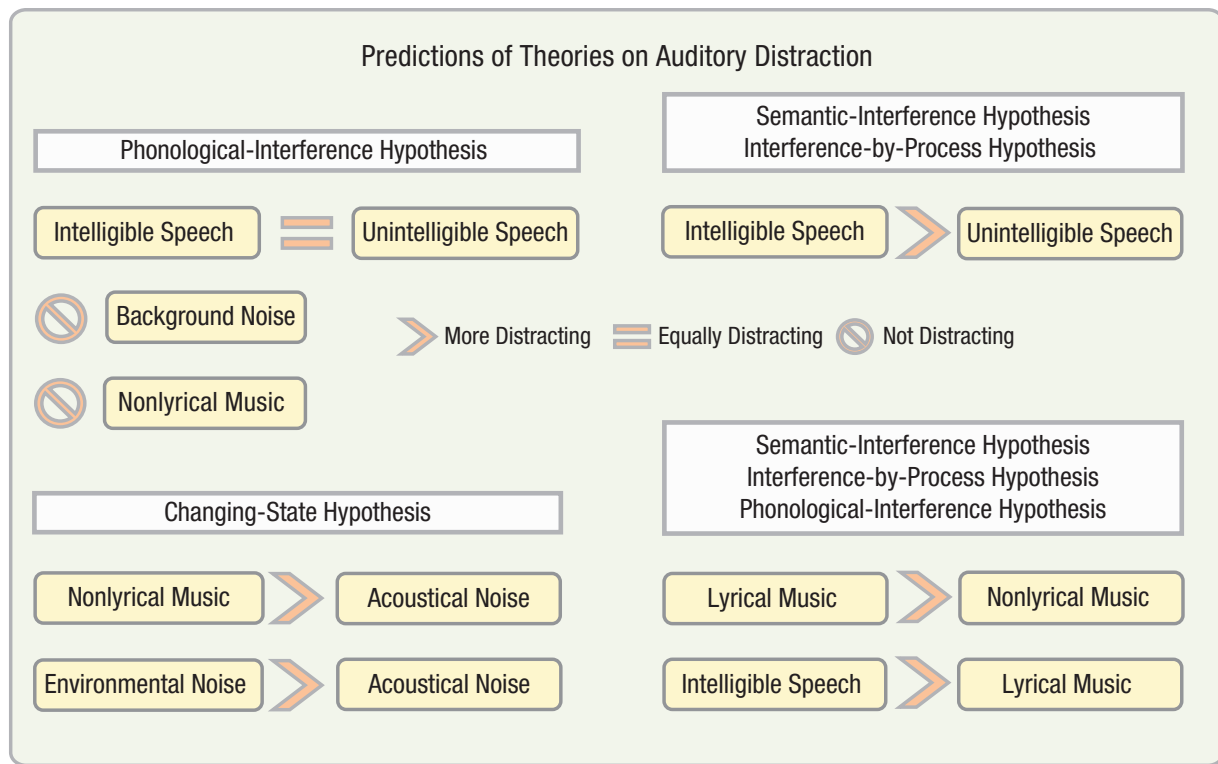 Predictions of Theories on Auditory Distraction
Phonological-Interference Hypothesis
Intelligible Speech
Unintelligible Speech
Background Noise
Nonlyrical Music
Semantic-Interference Hypothesis
Interference-by-Process Hypothesis
Intelligible Speech
Unintelligible Speech
More Distracting
Equally Distracting
Not Distracting
Changing-State Hypothesis
Nonlyrical Music
Acoustical Noise
Environmental Noise
Acoustical Noise
Semantic-Interference Hypothesis
Interference-by-Process Hypothesis
Phonological-Interference Hypothesis
Lyrical Music
Nonlyrical Music
Intelligible Speech
Lyrical Music